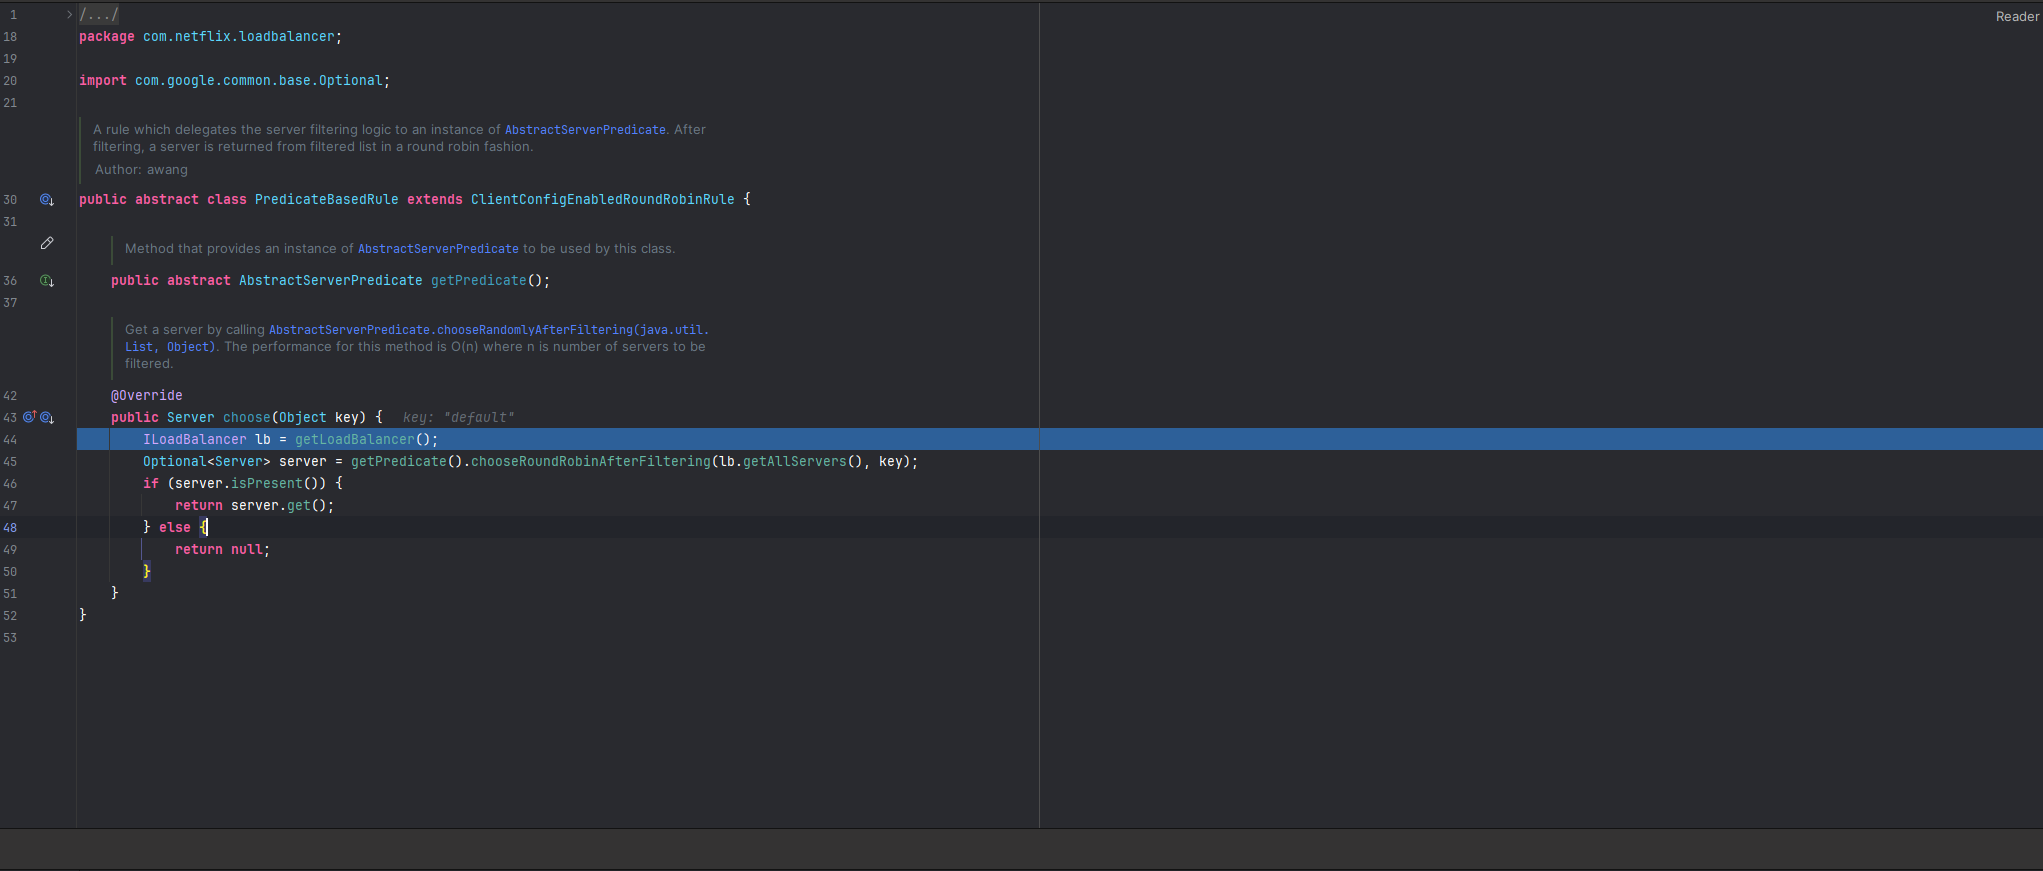 1 > /.../
Reader
18 package com.netflix.loadbalancer;
19
20 import com.google.common.base.Optional;
21
A rule which delegates the server filtering logic to an instance of AbstractServerPredicate. After
filtering, a server is returned from filtered list in a round robin fashion.
Author: awang
30 public abstract class PredicateBasedRule extends ClientConfigEnabledRoundRobinRule {
31
Method that provides an instance of AbstractServerPredicate to be used by this class.
36 public abstract AbstractServerPredicate getPredicate();
37
Get a server by calling AbstractServerPredicate.chooseRandomlyAfterFiltering(java.util.
List, Object). The performance for this method is O(n) where n is number of servers to be
filtered.
42 @Override
43 public Server choose(Object key) { key: "default"
44 ILoadBalancer lb = getLoadBalancer();
45 Optional<Server> server = getPredicate().chooseRoundRobinAfterFiltering(lb.getAllServers(), key);
46 if (server.isPresent()) {
47 return server.get();
48 } else {
49 return null;
50 }
51 }
52 }
53